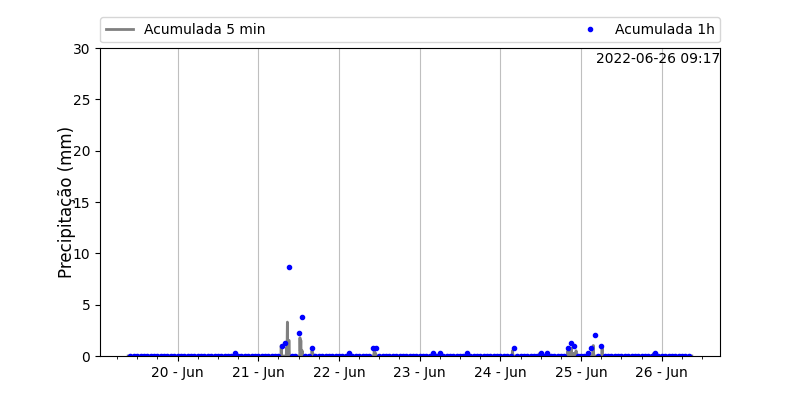 Acumulada 5 min Acumulada 1h
2022-06-26 09:17
Precipitação (mm)
30
25
20
15
10
5
0
20 - Jun 21 - Jun 22 - Jun 23 - Jun 24 - Jun 25 - Jun 26 - Jun